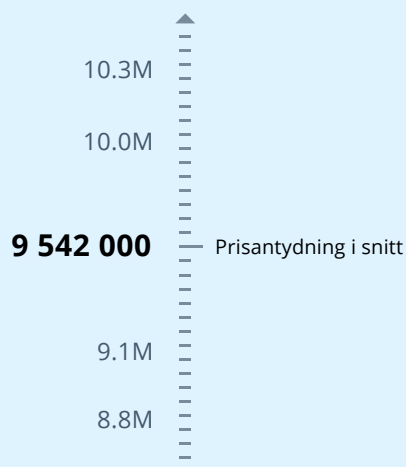 10.3M
10.0M
9 542 000 Prisantydning i snitt
9.1M
8.8M